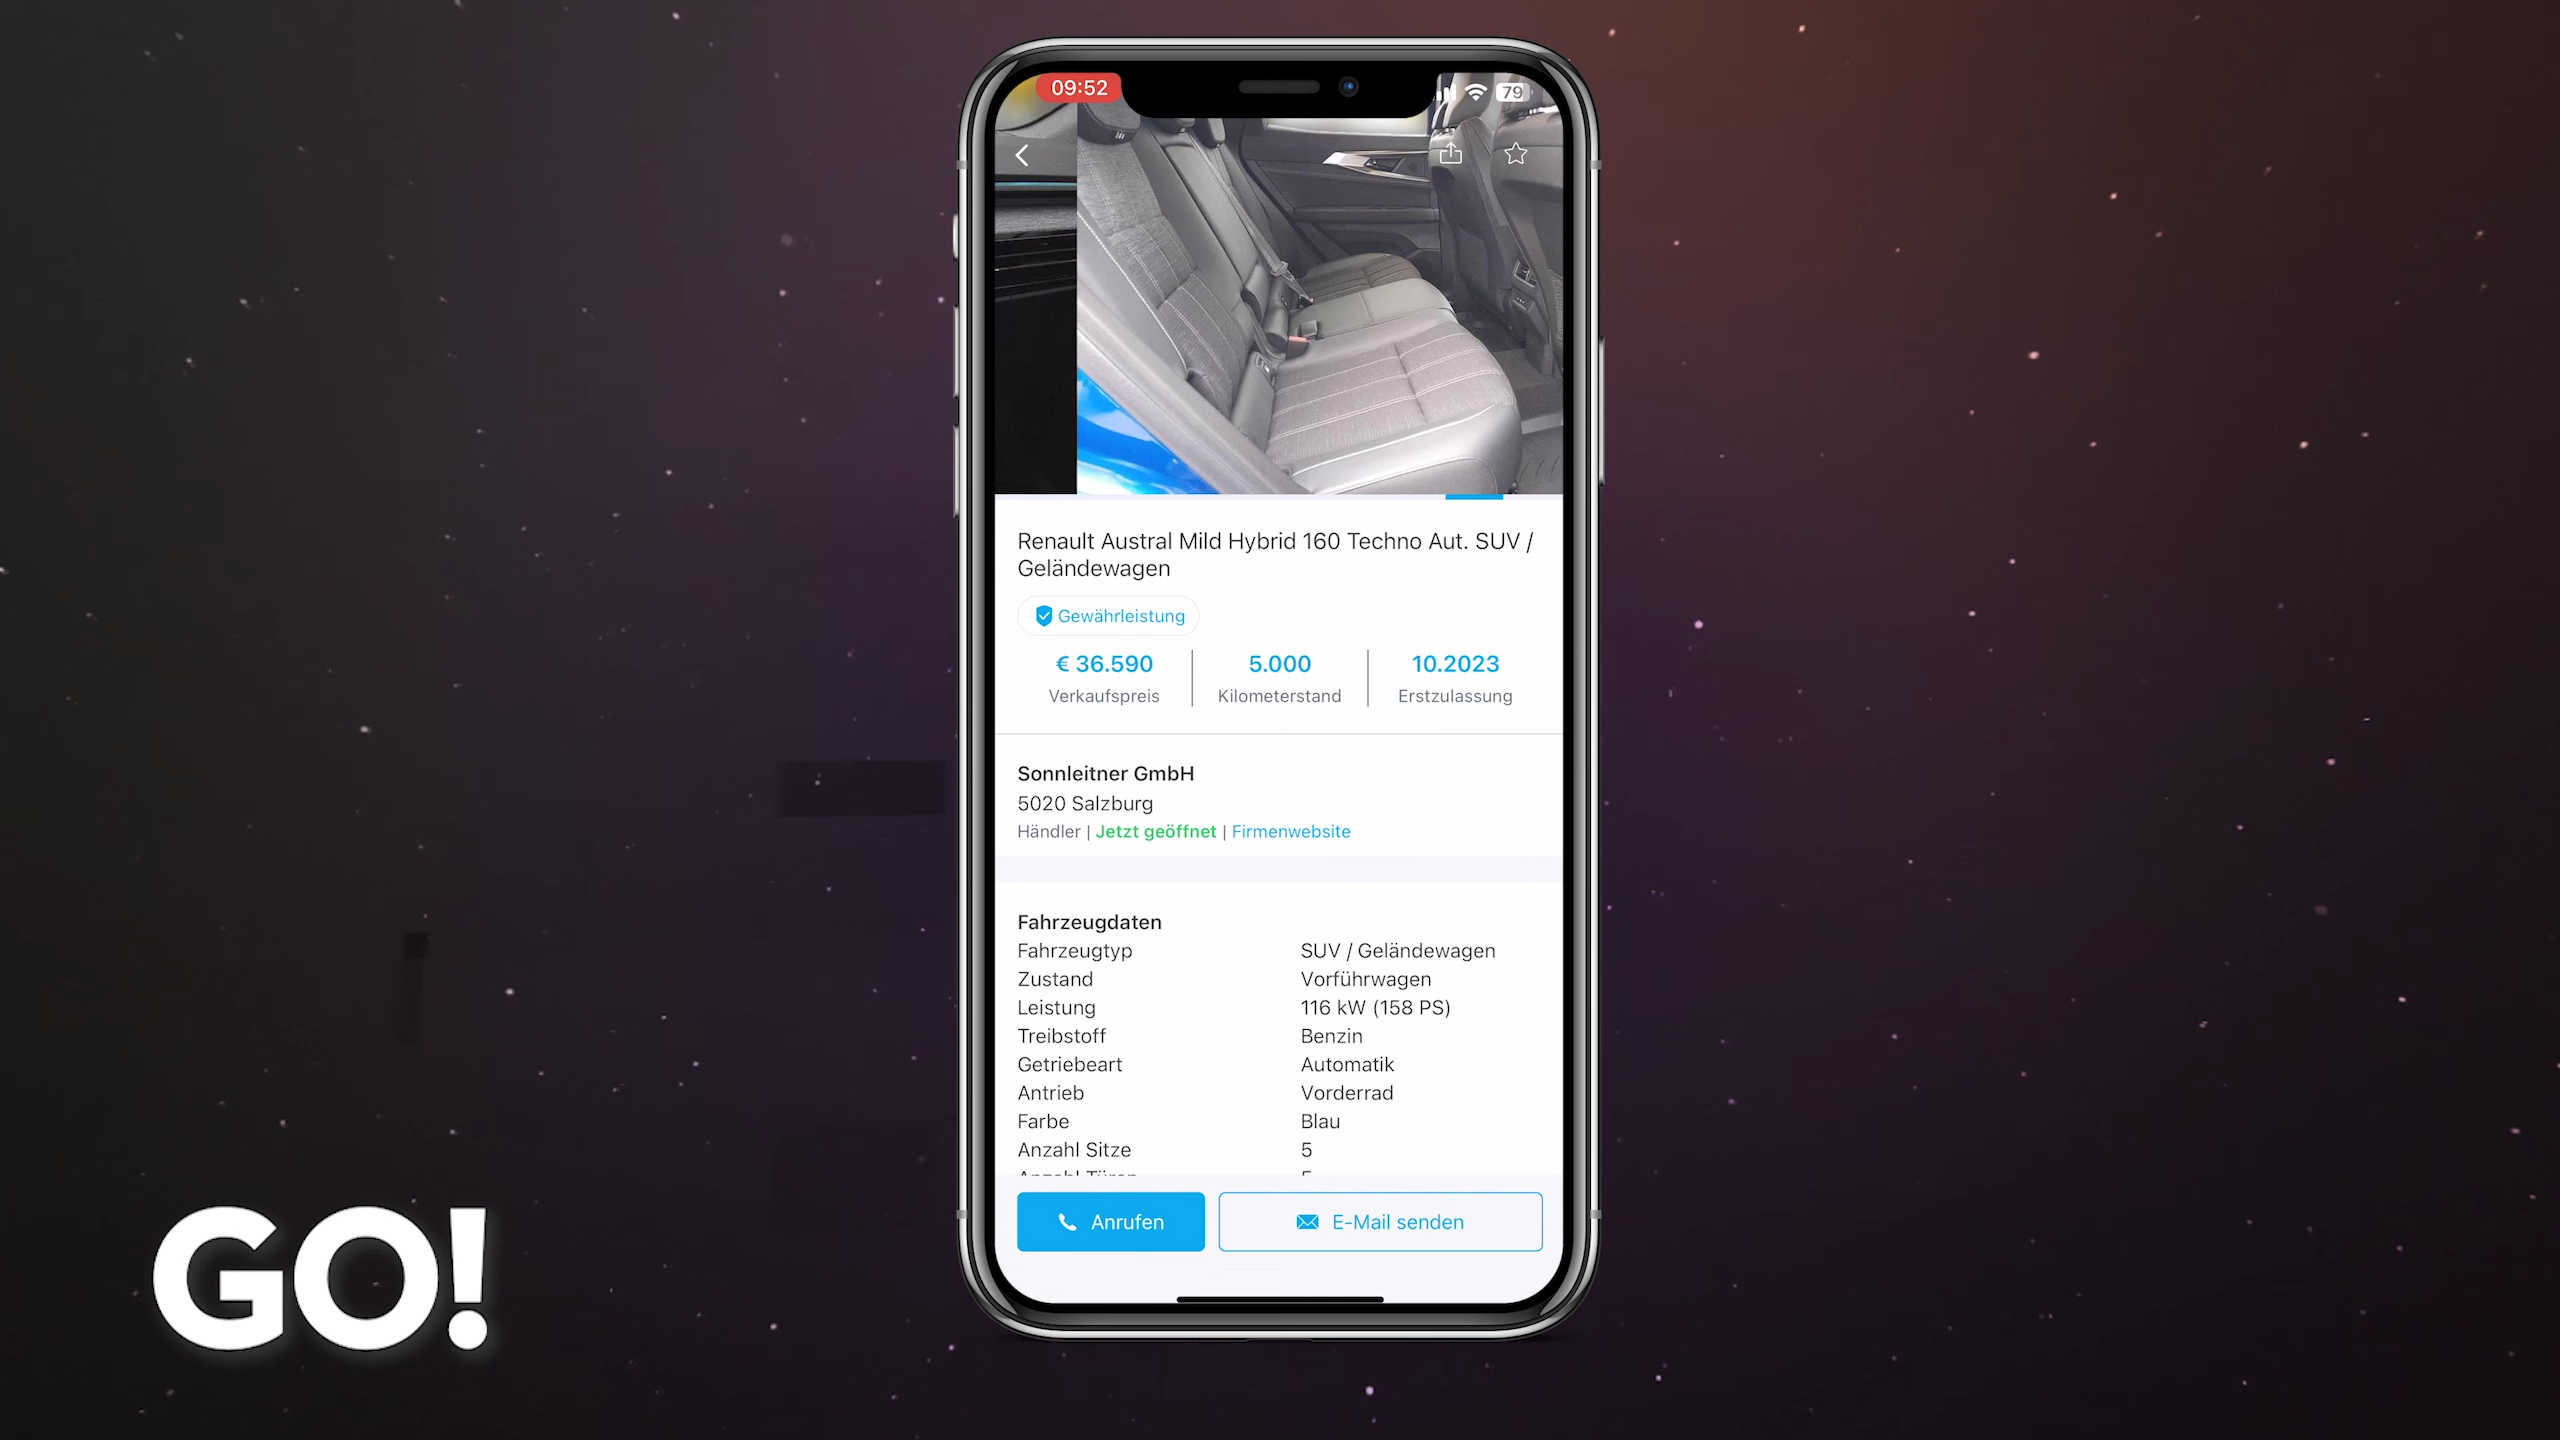 09:52
79
Renault Austral Mild Hybrid 160 Techno Aut. SUV /
Geländewagen
Gewährleistung
€ 36.590 5.000 10.2023
Verkaufspreis Kilometerstand Erstzulassung
Sonnleitner GmbH
5020 Salzburg
Händler | Jetzt geöffnet | Firmenwebsite
Fahrzeugdaten
Fahrzeugtyp SUV / Geländewagen
Zustand Vorführwagen
Leistung 116 kW (158 PS)
Treibstoff Benzin
Getriebeart Automatik
Antrieb Vorderrad
Farbe Blau
Anzahl Sitze 5
Anrufen E-Mail senden
GO!